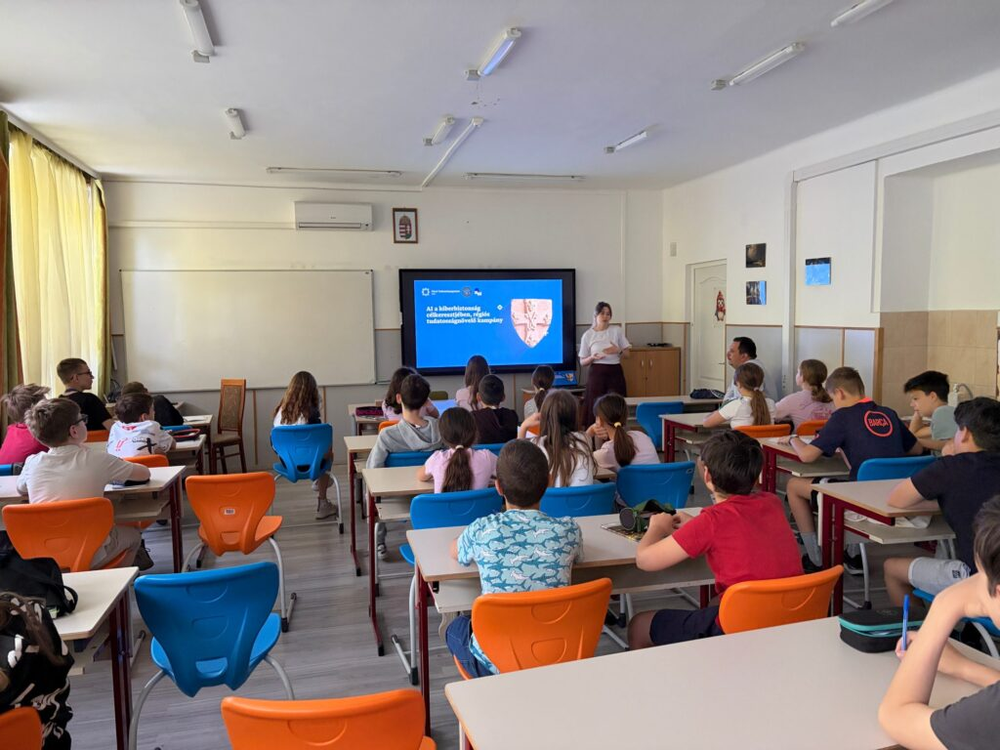 AI a kiberbiztonság
célkeresztjében, régiós
tudatosságnövelő kampány
BARÇA